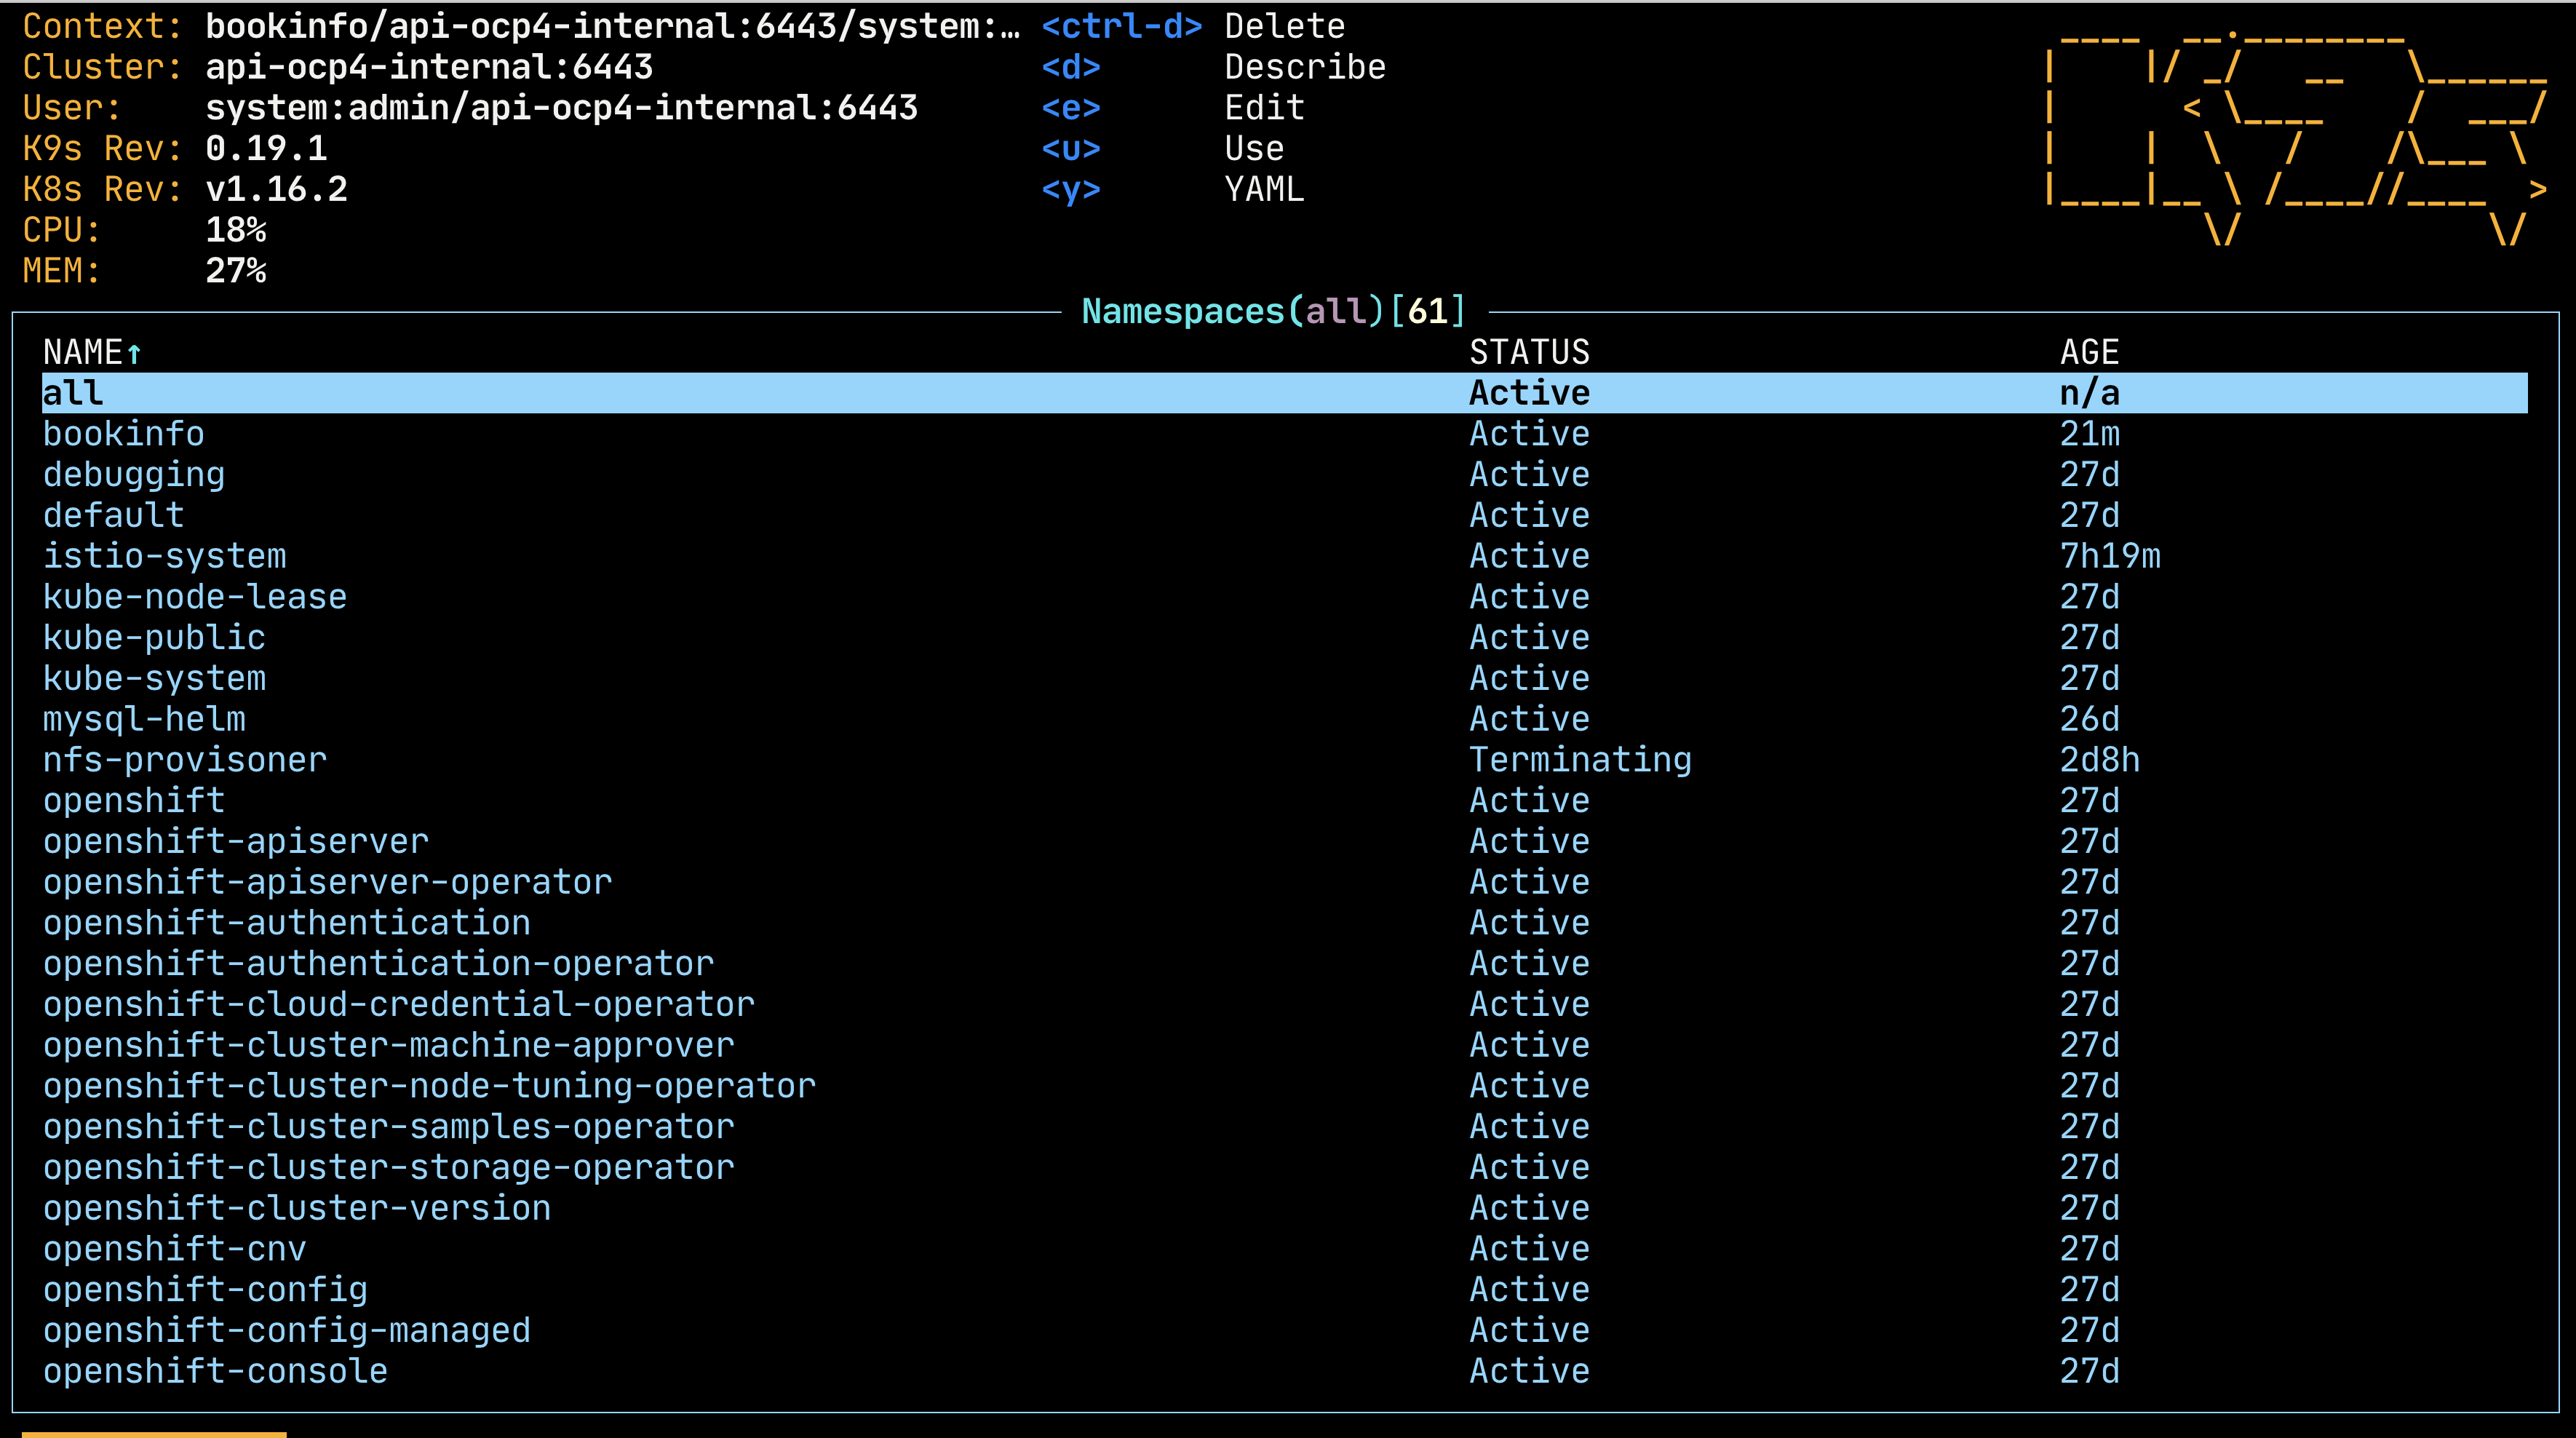 Context: bookinfo/api-ocp4-internal:6443/system:… <ctrl-d> Delete
Cluster: api-ocp4-internal:6443 <d> Describe
User: system:admin/api-ocp4-internal:6443 <e> Edit
K9s Rev: 0.19.1 <u> Use
K8s Rev: v1.16.2 <y> YAML
CPU: 18%
MEM: 27%
Namespaces(all)[61]
NAME↑ STATUS AGE
all Active n/a
bookinfo Active 21m
debugging Active 27d
default Active 27d
istio-system Active 7h19m
kube-node-lease Active 27d
kube-public Active 27d
kube-system Active 27d
mysql-helm Active 26d
nfs-provisoner Terminating 2d8h
openshift Active 27d
openshift-apiserver Active 27d
openshift-apiserver-operator Active 27d
openshift-authentication Active 27d
openshift-authentication-operator Active 27d
openshift-cloud-credential-operator Active 27d
openshift-cluster-machine-approver Active 27d
openshift-cluster-node-tuning-operator Active 27d
openshift-cluster-samples-operator Active 27d
openshift-cluster-storage-operator Active 27d
openshift-cluster-version Active 27d
openshift-cnv Active 27d
openshift-config Active 27d
openshift-config-managed Active 27d
openshift-console Active 27d